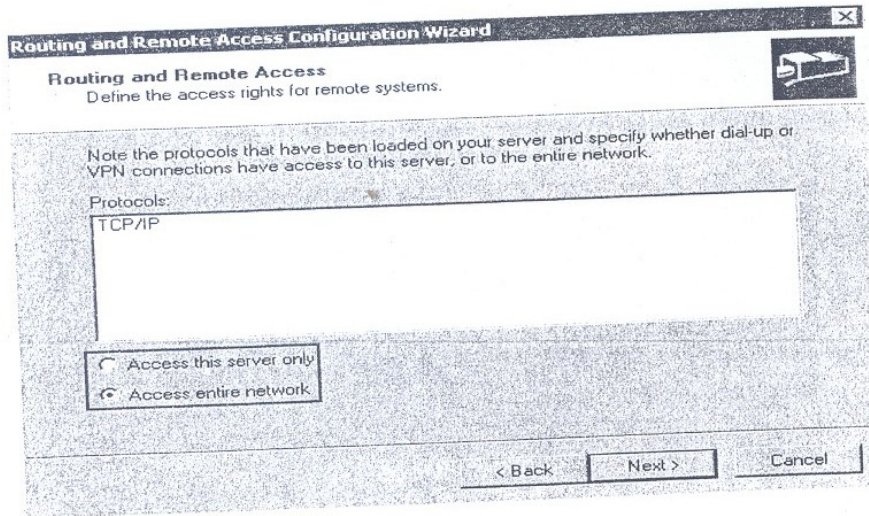 Routing and Remote Access Configuration Wizard
Routing and Remote Access
Define the access rights for remote systems.
Note the protocols that have been loaded on your server and specify whether dial-up or
VPN connections have access to this server, or to the entire network.
Protocols:
TCP/IP
Access this server only
Access entire network
< Back
Next >
Cancel